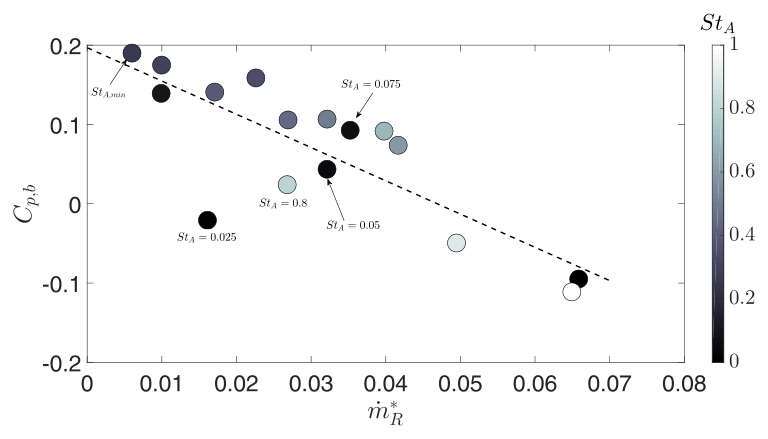 St_A
0.2
0.1
0
-0.1
-0.2
C_{p,b}
St_{A,min}
St_A = 0.075
St_A = 0.8
St_A = 0.05
St_A = 0.025
0
0.01
0.02
0.03
0.04
0.05
0.06
0.07
0.08
ṁ*_R
1
0.8
0.6
0.4
0.2
0